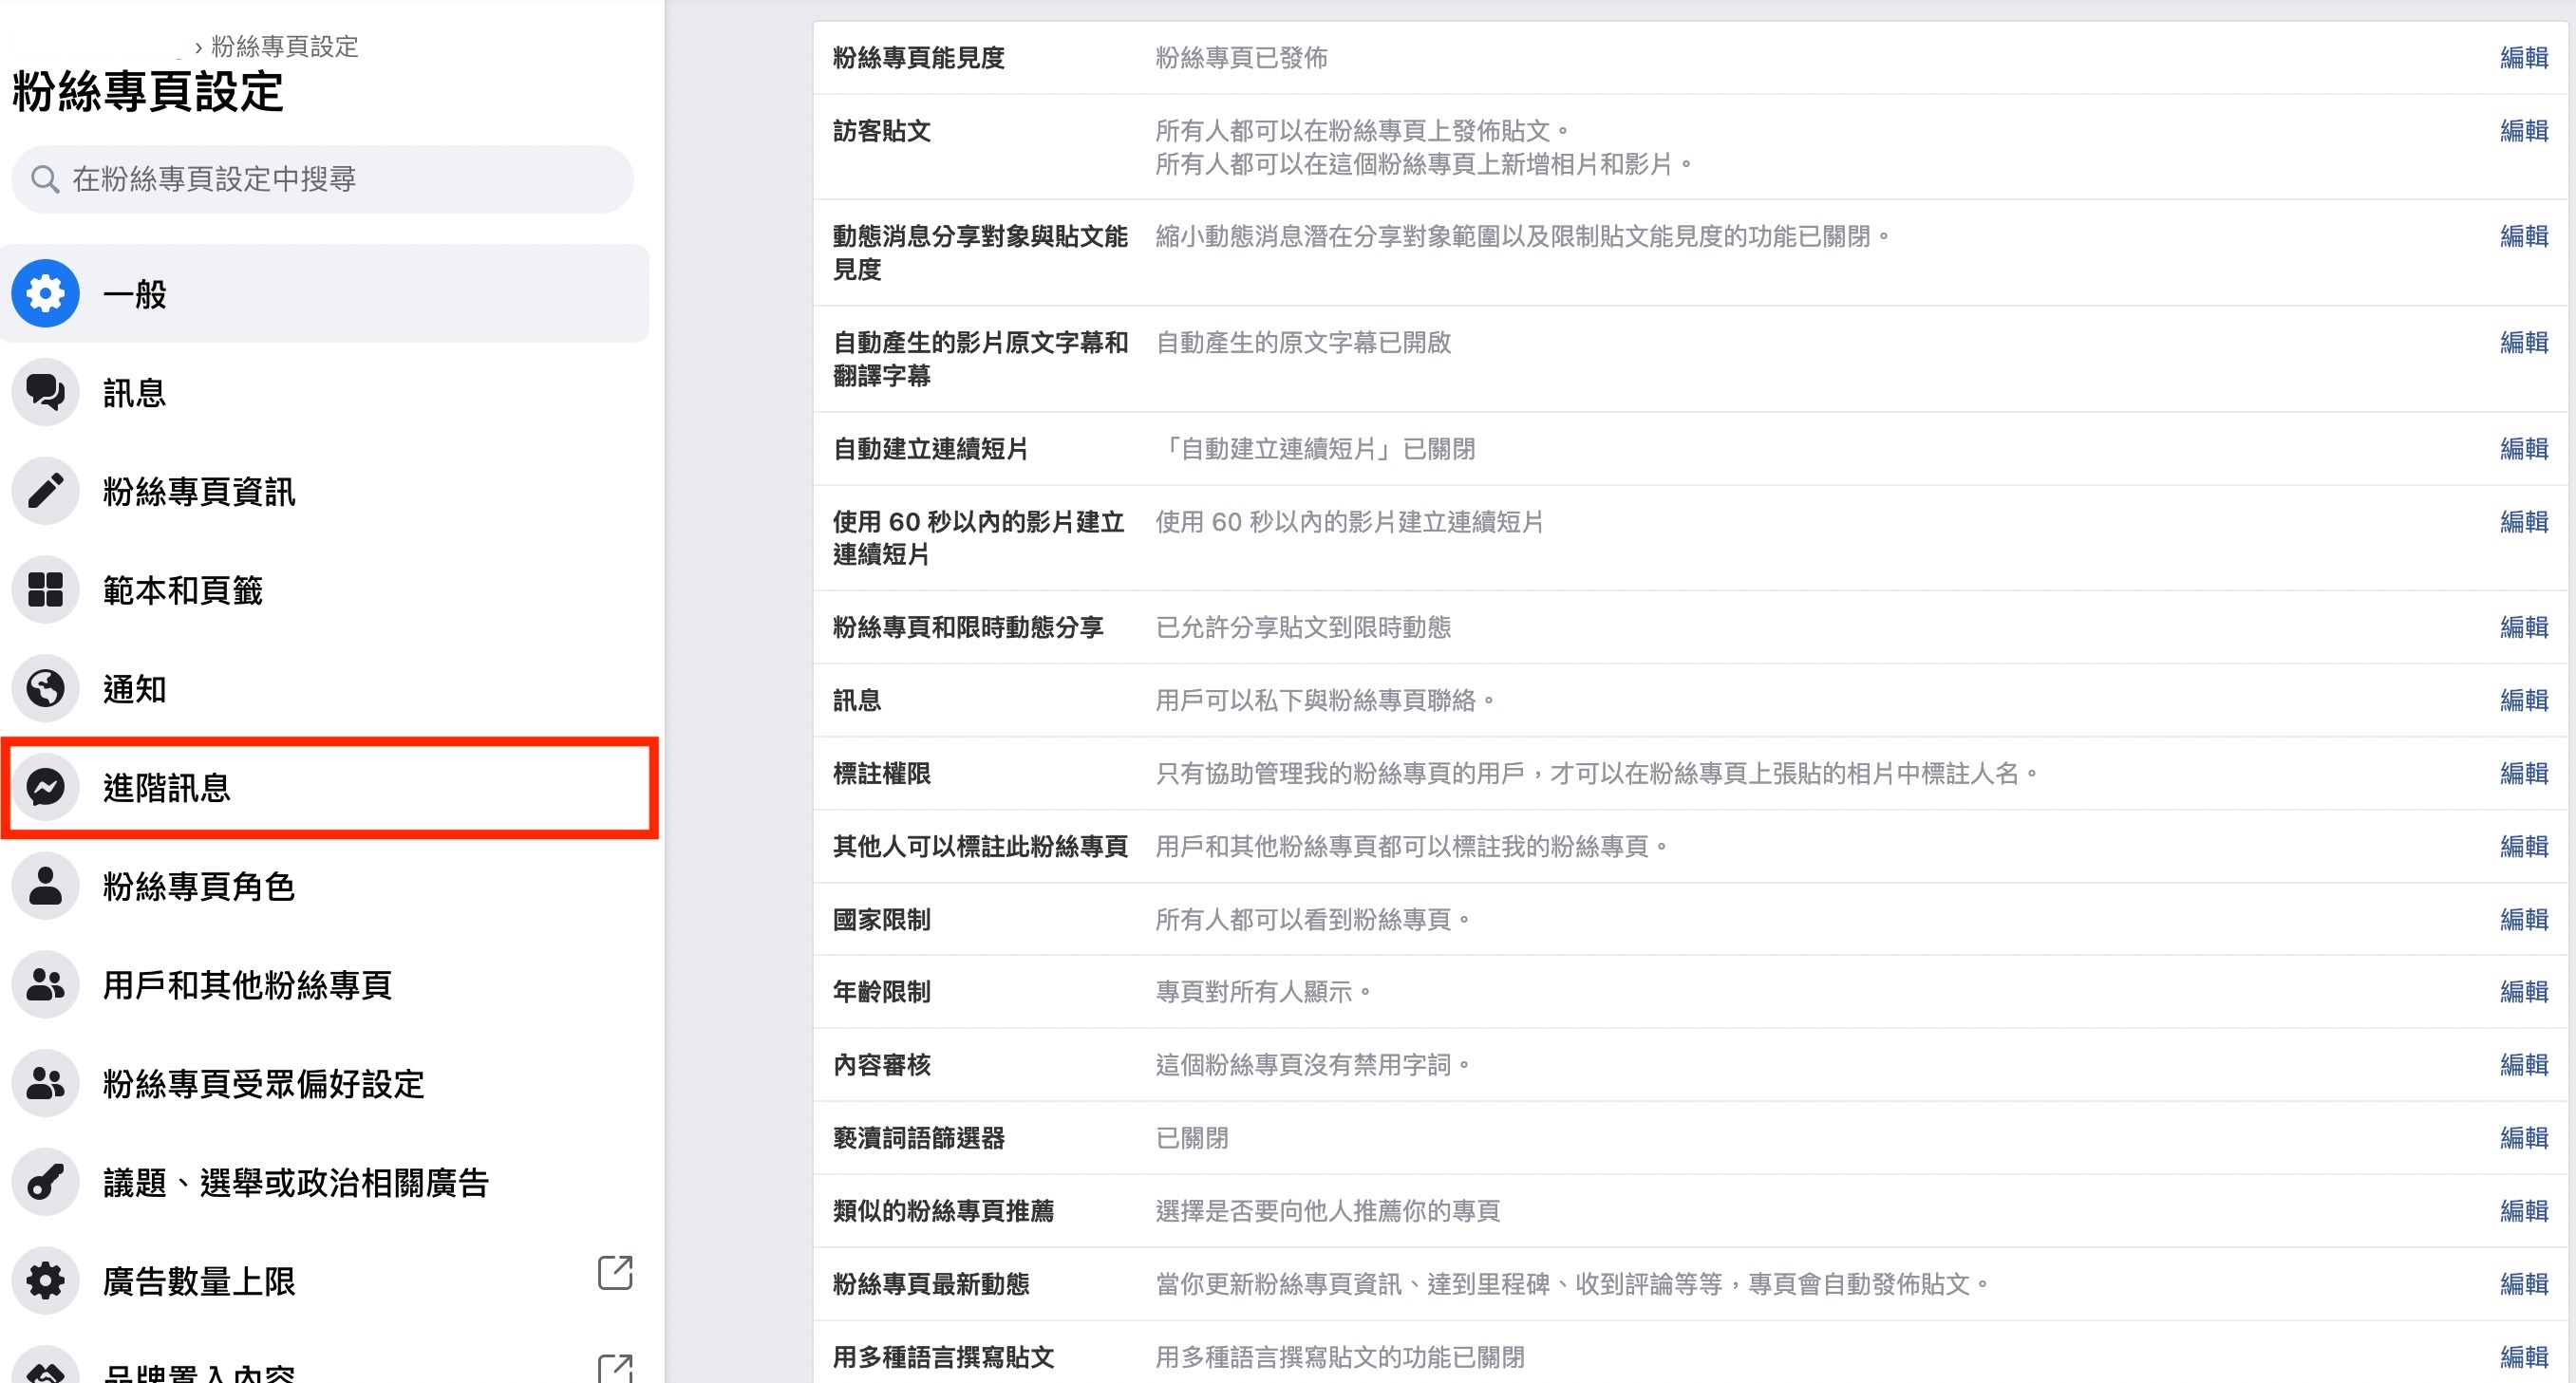 › 粉絲專頁設定
粉絲專頁設定
在粉絲專頁設定中搜尋
一般
訊息
粉絲專頁資訊
範本和頁籤
通知
進階訊息
粉絲專頁角色
用戶和其他粉絲專頁
粉絲專頁受眾偏好設定
議題、選舉或政治相關廣告
廣告數量上限
品牌置入內容
粉絲專頁能見度 粉絲專頁已發佈 編輯
訪客貼文 所有人都可以在粉絲專頁上發佈貼文。 編輯
所有人都可以在這個粉絲專頁上新增相片和影片。
動態消息分享對象與貼文能 縮小動態消息潛在分享對象範圍以及限制貼文能見度的功能已關閉。 編輯
見度
自動產生的影片原文字幕和 自動產生的原文字幕已開啟 編輯
翻譯字幕
自動建立連續短片 「自動建立連續短片」已關閉 編輯
使用 60 秒以內的影片建立 使用 60 秒以內的影片建立連續短片 編輯
連續短片
粉絲專頁和限時動態分享 已允許分享貼文到限時動態 編輯
訊息 用戶可以私下與粉絲專頁聯絡。 編輯
標註權限 只有協助管理我的粉絲專頁的用戶，才可以在粉絲專頁上張貼的相片中標註人名。 編輯
其他人可以標註此粉絲專頁 用戶和其他粉絲專頁都可以標註我的粉絲專頁。 編輯
國家限制 所有人都可以看到粉絲專頁。 編輯
年齡限制 專頁對所有人顯示。 編輯
內容審核 這個粉絲專頁沒有禁用字詞。 編輯
褻瀆詞語篩選器 已關閉 編輯
類似的粉絲專頁推薦 選擇是否要向他人推薦你的專頁 編輯
粉絲專頁最新動態 當你更新粉絲專頁資訊、達到里程碑、收到評論等等，專頁會自動發佈貼文。 編輯
用多種語言撰寫貼文 用多種語言撰寫貼文的功能已關閉 編輯